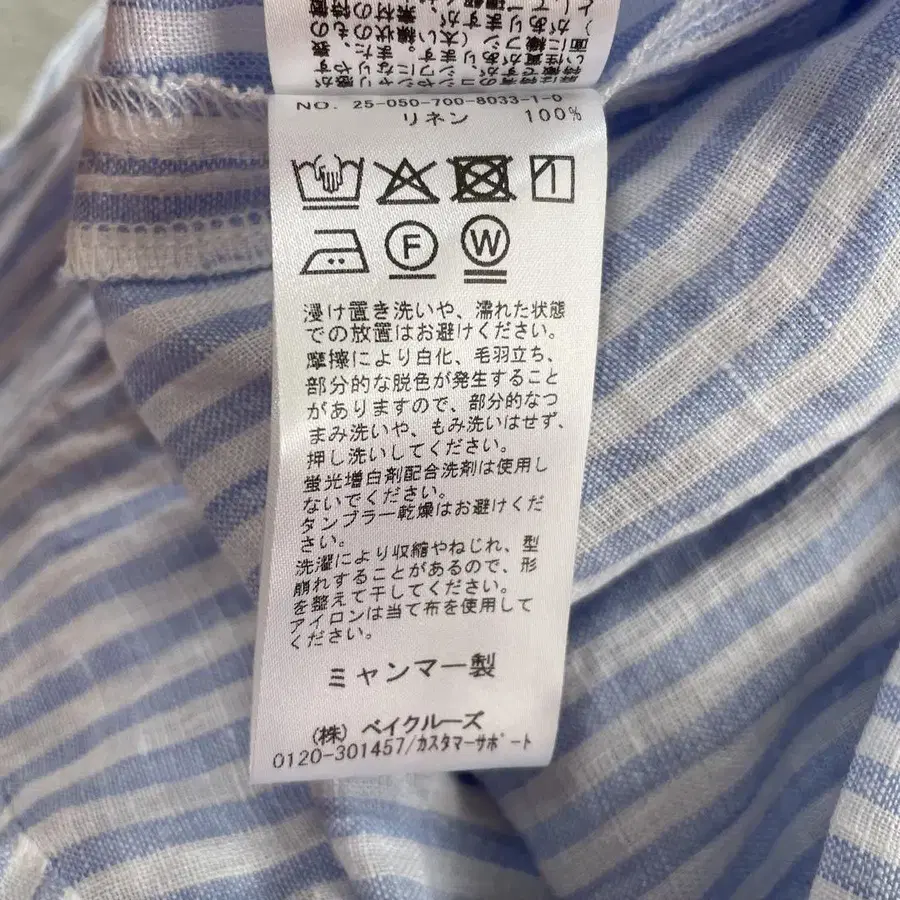 NO. 25-050-700-8033-1-0
リネン 100%
F W
浸け置き洗いや、濡れた状態
での放置はお避けください。
摩擦により白化、毛羽立ち、
部分的な脱色が発生すること
がありますので、部分的なつ
まみ洗いや、もみ洗いはせず、
押し洗いしてください。
蛍光増白剤配合洗剤は使用し
ないでください。
タンブラー乾燥はお避けくだ
さい。
洗濯により収縮やねじれ、型
崩れすることがあるので、形
を整えて干してください。
アイロンは当て布を使用して
ください。
ミャンマー製
(株) ベイクルーズ
0120-301457/カスタマーサポート